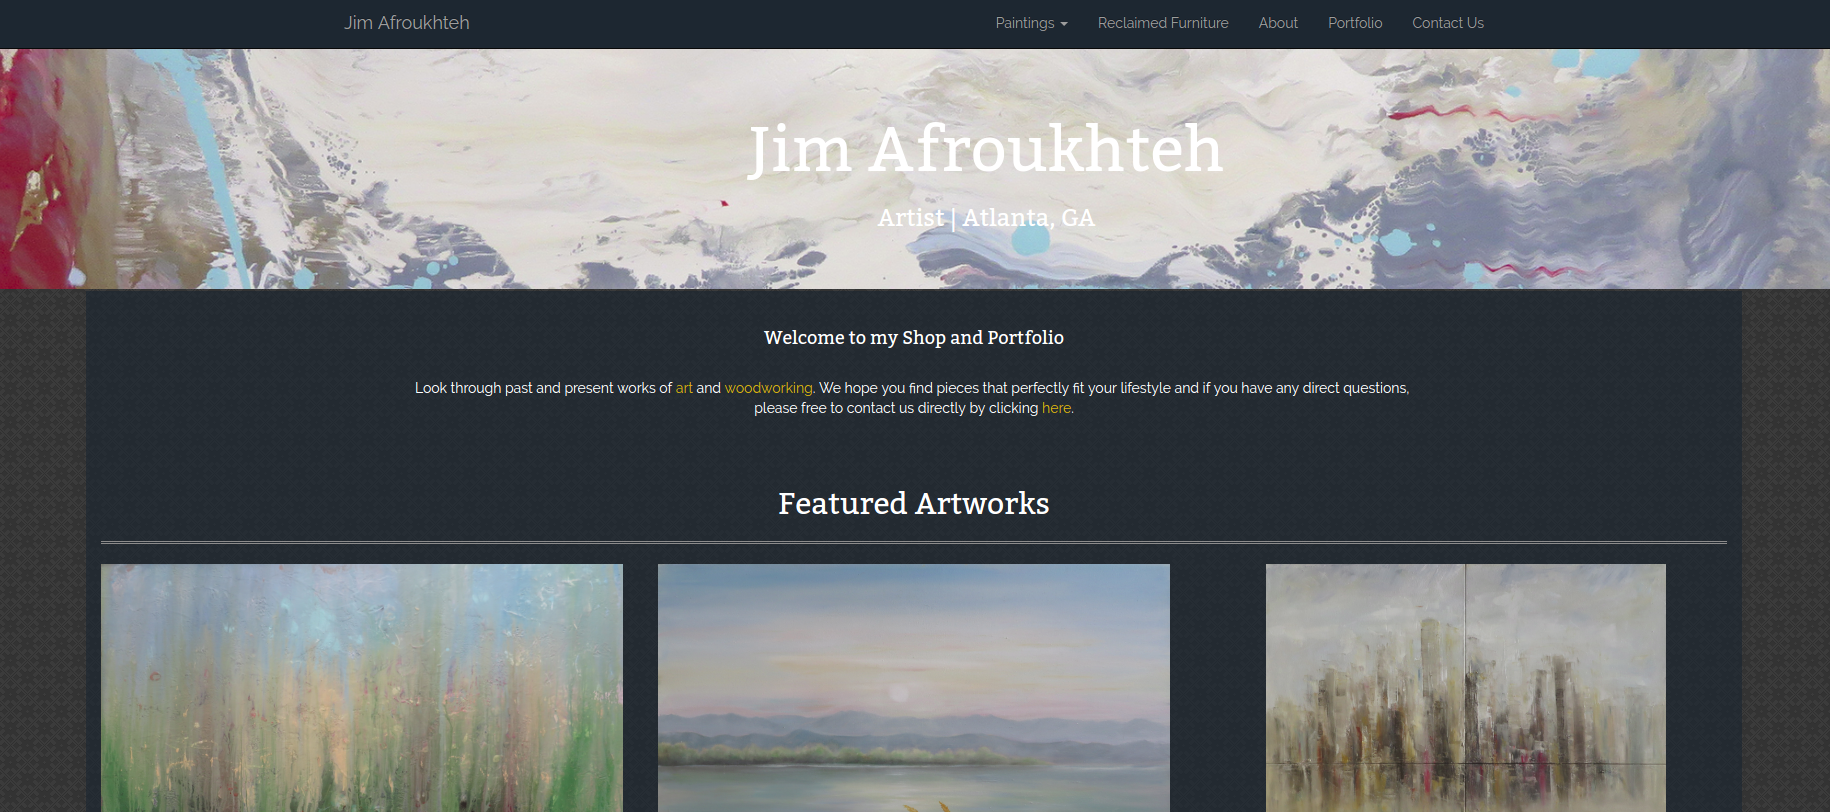 Jim Afroukhteh
Paintings
Reclaimed Furniture
About
Portfolio
Contact Us
Jim Afroukhteh
Artist | Atlanta, GA
Welcome to my Shop and Portfolio
Look through past and present works of art and woodworking. We hope you find pieces that perfectly fit your lifestyle and if you have any direct questions,
please free to contact us directly by clicking here.
Featured Artworks